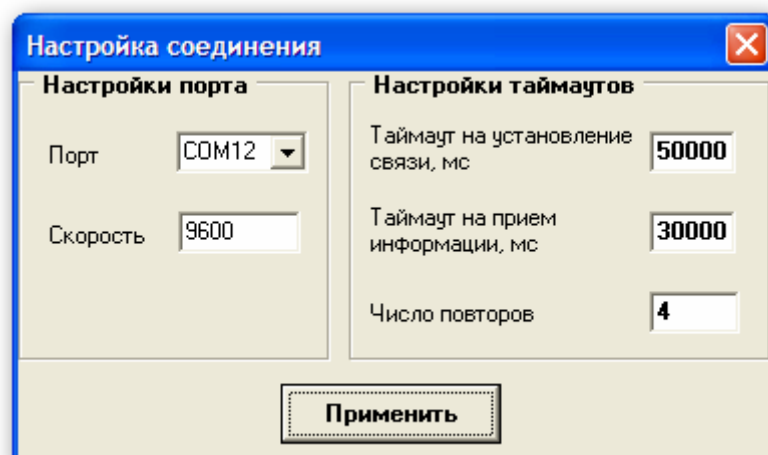 Настройка соединения
Настройки порта
Порт
COM12
Скорость
9600
Настройки таймаутов
Таймаут на установление
связи, мс
50000
Таймаут на прием
информации, мс
30000
Число повторов
4
Применить